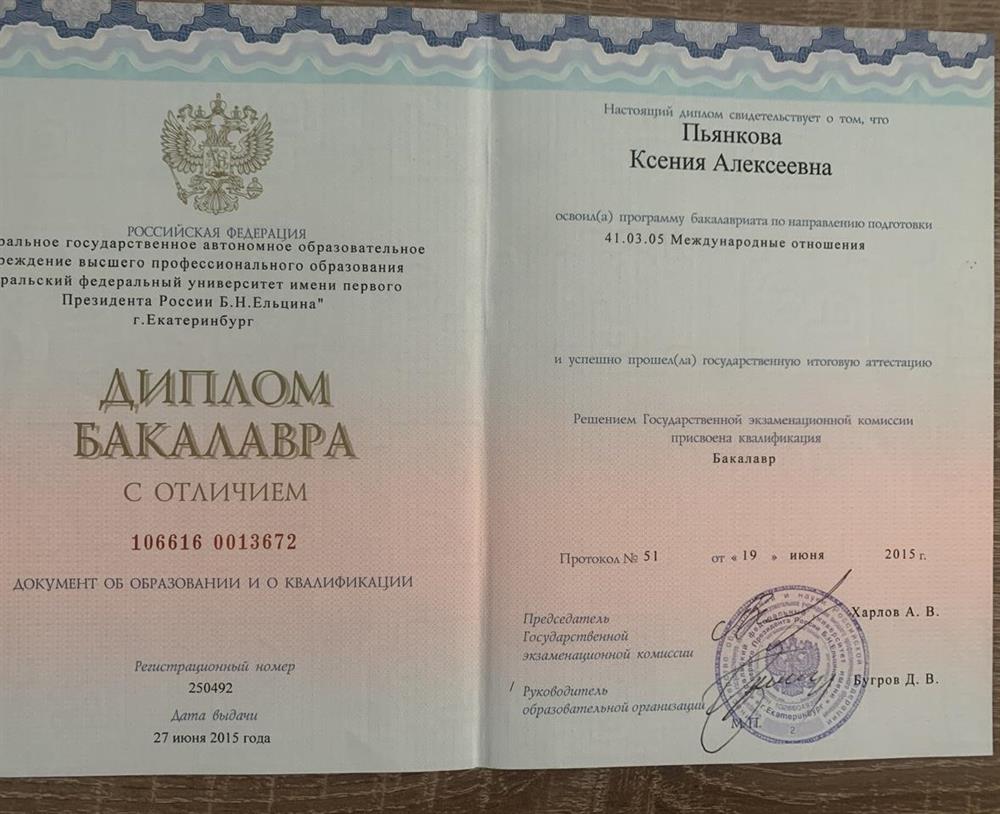 РОССИЙСКАЯ ФЕДЕРАЦИЯ
государственное автономное образовательное
высшего профессионального образования
федеральный университет имени первого
Президента России Б.Н.Ельцина"
г.Екатеринбург
ДИПЛОМ
БАКАЛАВРА
С ОТЛИЧИЕМ
106616 0013672
ДОКУМЕНТ ОБ ОБРАЗОВАНИИ И О КВАЛИФИКАЦИИ
Регистрационный номер
250492
Дата выдачи
27 июня 2015 года
Настоящий диплом свидетельствует о том, что
Пьянкова
Ксения Алексеевна
освоил(а) программу бакалавриата по направлению подготовки
41.03.05 Международные отношения
и успешно прошел(ла) государственную итоговую аттестацию
Решением Государственной экзаменационной комиссии
присвоена квалификация
Бакалавр
Протокол № 51 от « 19 » июня 2015 г.
Председатель
Государственной
экзаменационной комиссии
Харлов А. В.
Руководитель
образовательной организации
Бугров Д. В.
М.П.
г.Екатеринбург
2